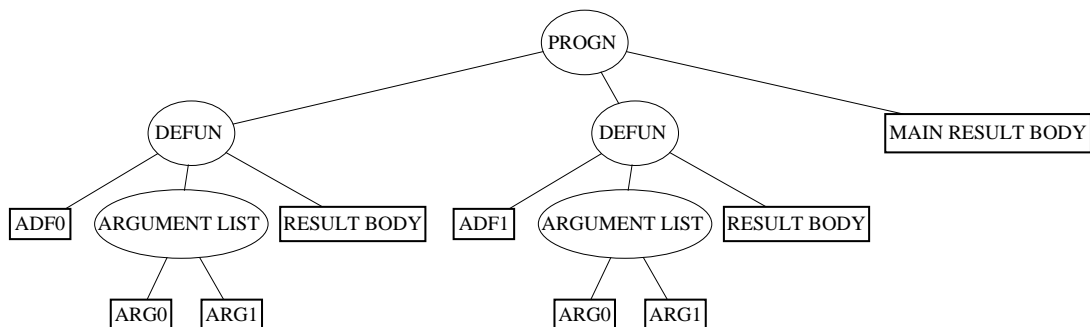 PROGN
DEFUN
DEFUN
MAIN RESULT BODY
ADF0
ARGUMENT LIST
RESULT BODY
ADF1
ARGUMENT LIST
RESULT BODY
ARG0
ARG1
ARG0
ARG1